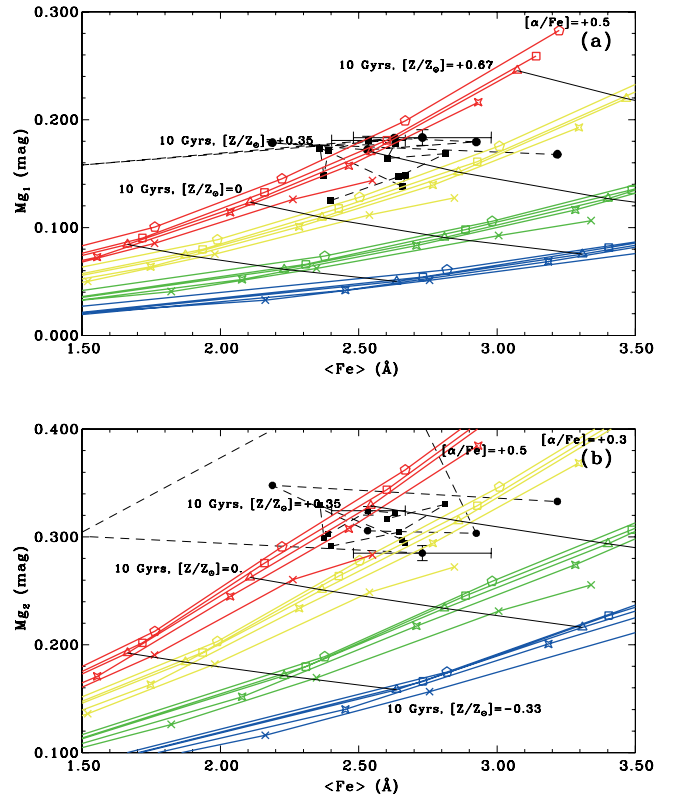 [α/Fe]=+0.5
0.300
(a)
10 Gyrs, [Z/Z⊙]=+0.67
0.200
10 Gyrs, [Z/Z⊙]=+0.35
Mg₁ (mag)
10 Gyrs, [Z/Z⊙]=0
0.100
0.000
1.50 2.00 2.50 3.00 3.50
<Fe> (Å)
0.400
[α/Fe]=+0.3
[α/Fe]=+0.5
(b)
10 Gyrs, [Z/Z⊙]=+0.35
0.300
Mg₂ (mag)
10 Gyrs, [Z/Z⊙]=0.
0.200
10 Gyrs, [Z/Z⊙]=−0.33
0.100
1.50 2.00 2.50 3.00 3.50
<Fe> (Å)